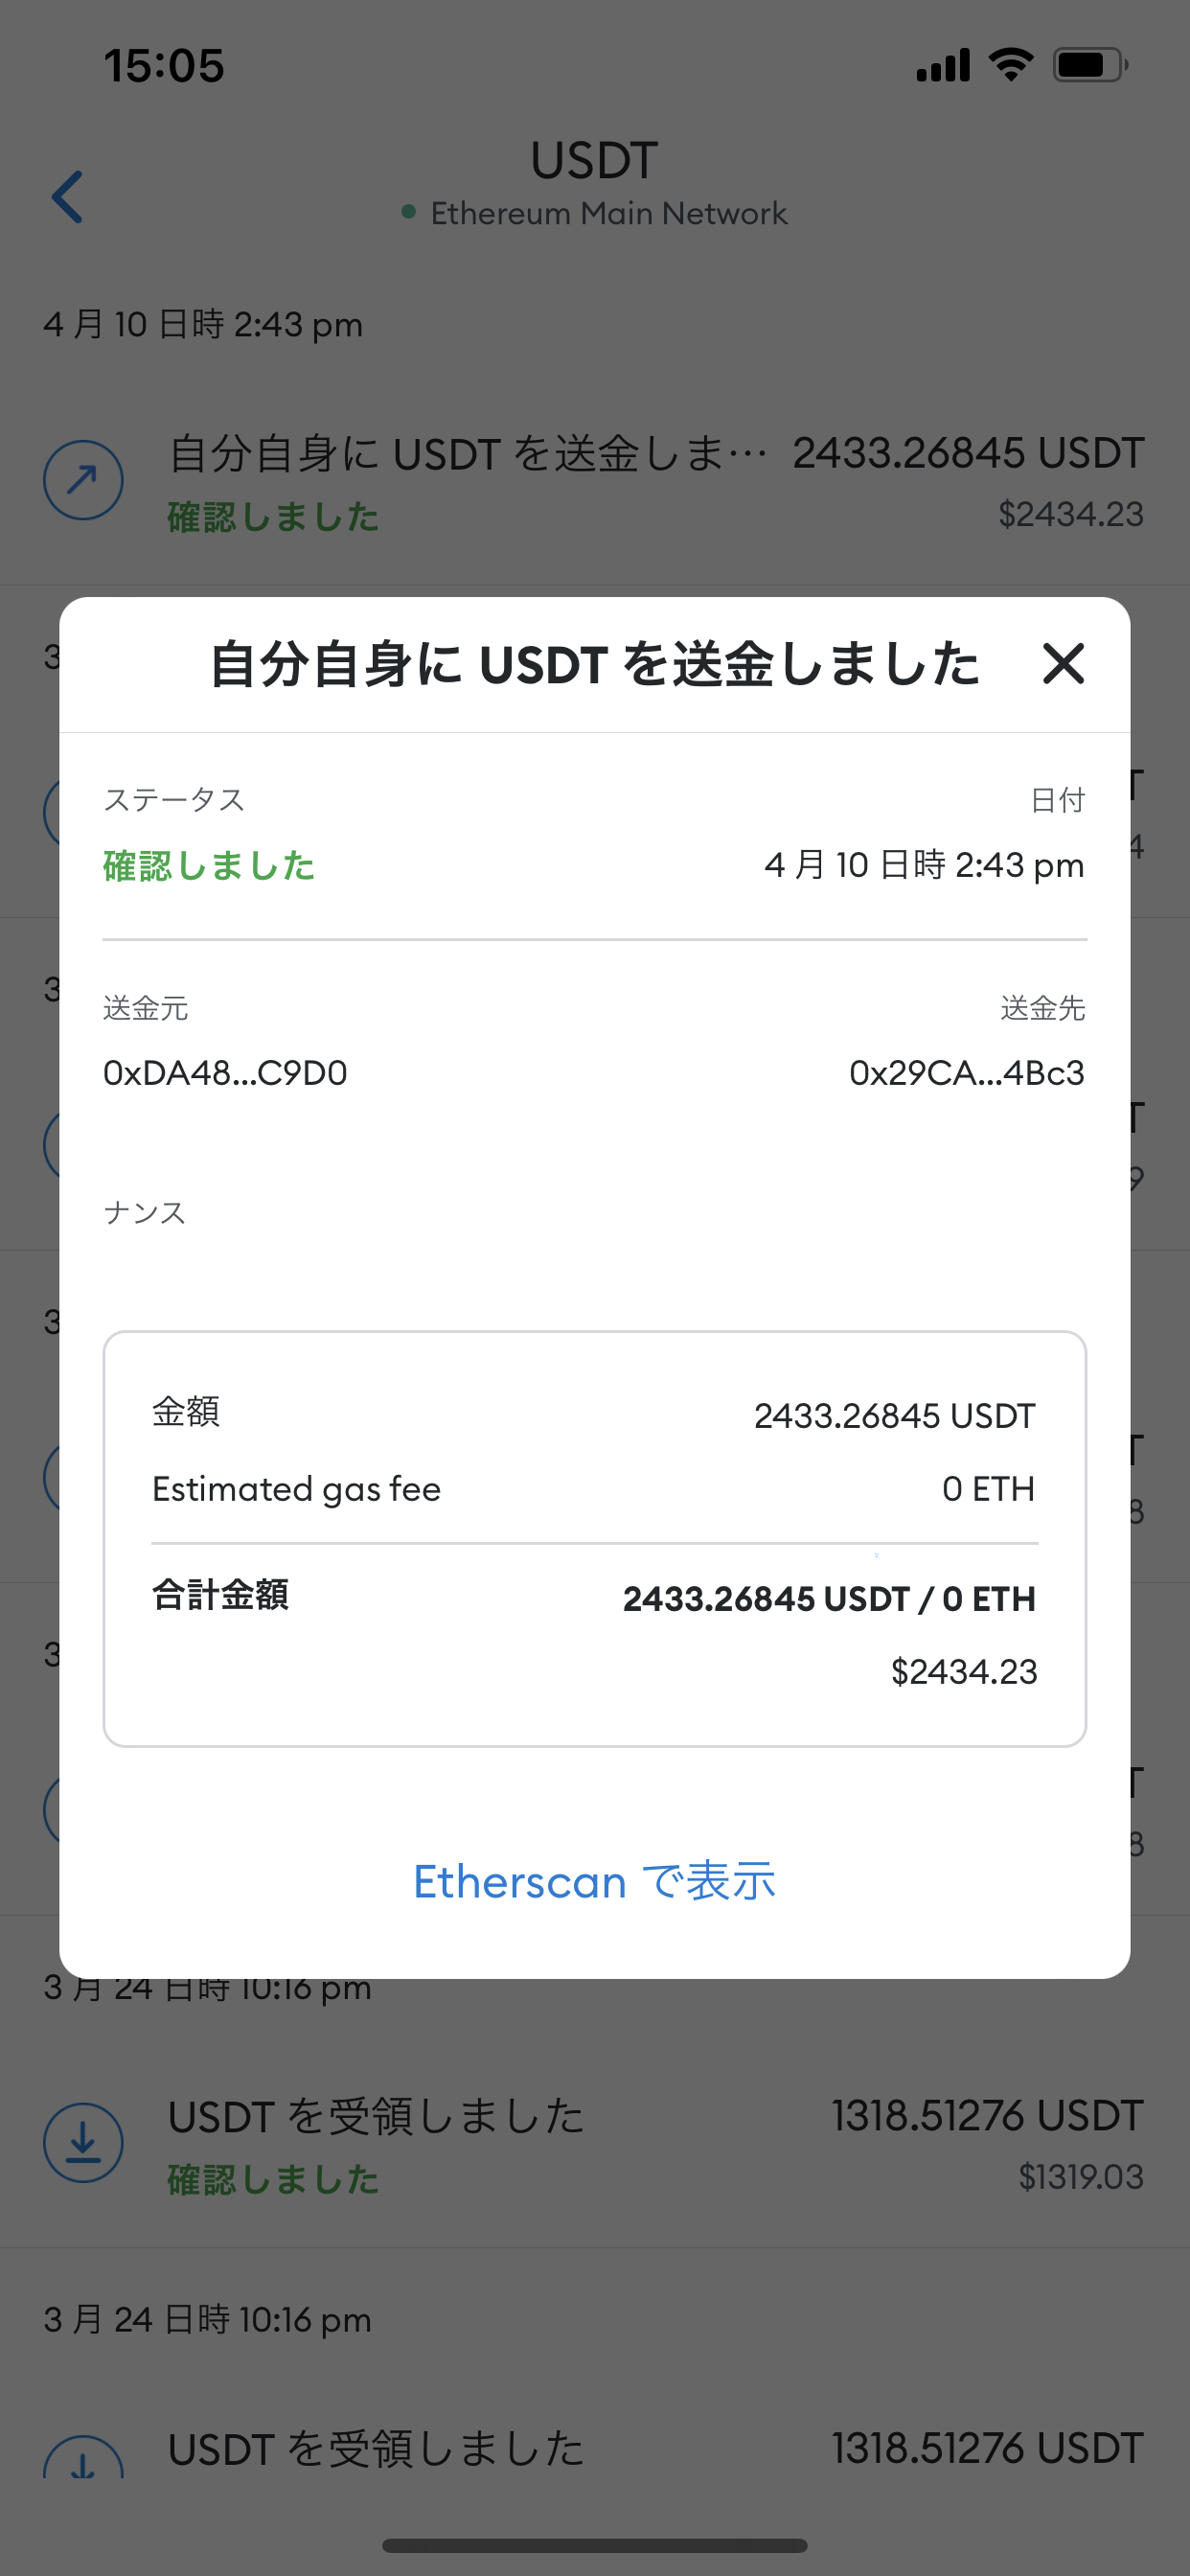 15:05
USDT
Ethereum Main Network
4 月 10 日時 2:43 pm
自分自身に USDT を送金しま… 2433.26845 USDT
確認しました $2434.23
自分自身に USDT を送金しました
ステータス 日付
確認しました 4 月 10 日時 2:43 pm
送金元 送金先
0xDA48...C9D0 0x29CA...4Bc3
ナンス
金額 2433.26845 USDT
Estimated gas fee 0 ETH
合計金額 2433.26845 USDT / 0 ETH
$2434.23
Etherscan で表示
3 月 24 日時 10:16 pm
USDT を受領しました 1318.51276 USDT
確認しました $1319.03
3 月 24 日時 10:16 pm
USDT を受領しました 1318.51276 USDT